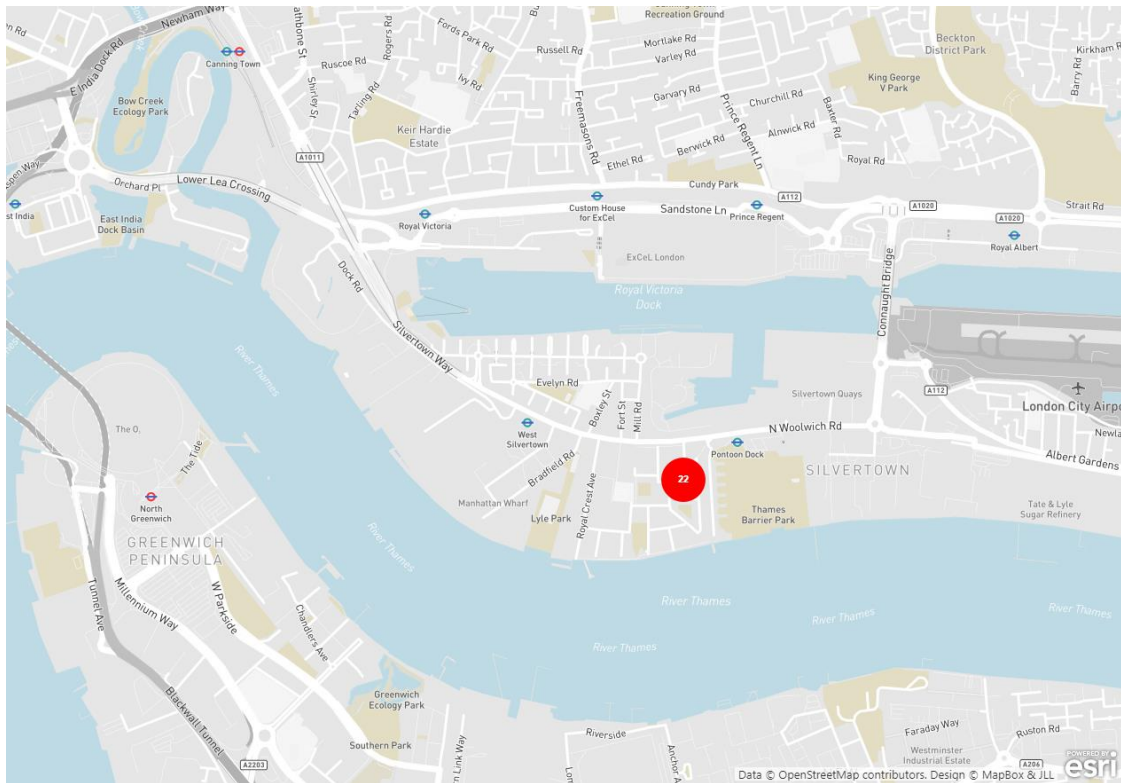 Newham Way
Rathbone St
Rogers Rd
Fords Park Rd
Russell Rd
Recreation Ground
Mortlake Rd
Varley Rd
Beckton
District Park
Kirkham R
Barry Rd
E India Dock Rd
Canning Town
Ruscoe Rd
Shirley St
Tarling Rd
Ivy Rd
Freemasons Rd
Garvary Rd
Prince Regent Ln
Churchill Rd
Baxter Rd
King George
V Park
Bow Creek
Ecology Park
Keir Hardie
Estate
Berwick Rd
Alnwick Rd
Ethel Rd
Royal Rd
A1011
Aspen Way
Orchard Pl
Lower Lea Crossing
Cundy Park
A112
A1020
Strait Rd
st India
East India
Dock Basin
Royal Victoria
Custom House
for ExCel
Sandstone Ln
Prince Regent
A1020
Royal Albert
ExCeL London
Dock Rd
Royal Victoria
Dock
Connaught Bridge
Silvertown Way
River Thames
River Thames
Evelyn Rd
Boxley St
Fort St
Mill Rd
Silvertown Quays
A112
London City Airpo
Newla
The O,
The Tide
West
Silvertown
Bradfield Rd
N Woolwich Rd
Pontoon Dock
Albert Gardens
SILVERTOWN
22
North
Greenwich
GREENWICH
PENINSULA
Manhattan Wharf
Lyle Park
Royal Crest Ave
Thames
Barrier Park
Tate & Lyle
Sugar Refinery
River Thames
Tunnel Ave
Millennium Way
W Parkside
Chandlers Ave
River Thames
River Thames
River Thames
River Thames
Greenwich
Ecology Park
Blackwall Tunnel
Southern Park
A2203
Riverside
Faraday Way
Ruston Rd
Westminster
Industrial Estate
A206
POWERED BY
esri
Data © OpenStreetMap contributors. Design © MapBox & Ju